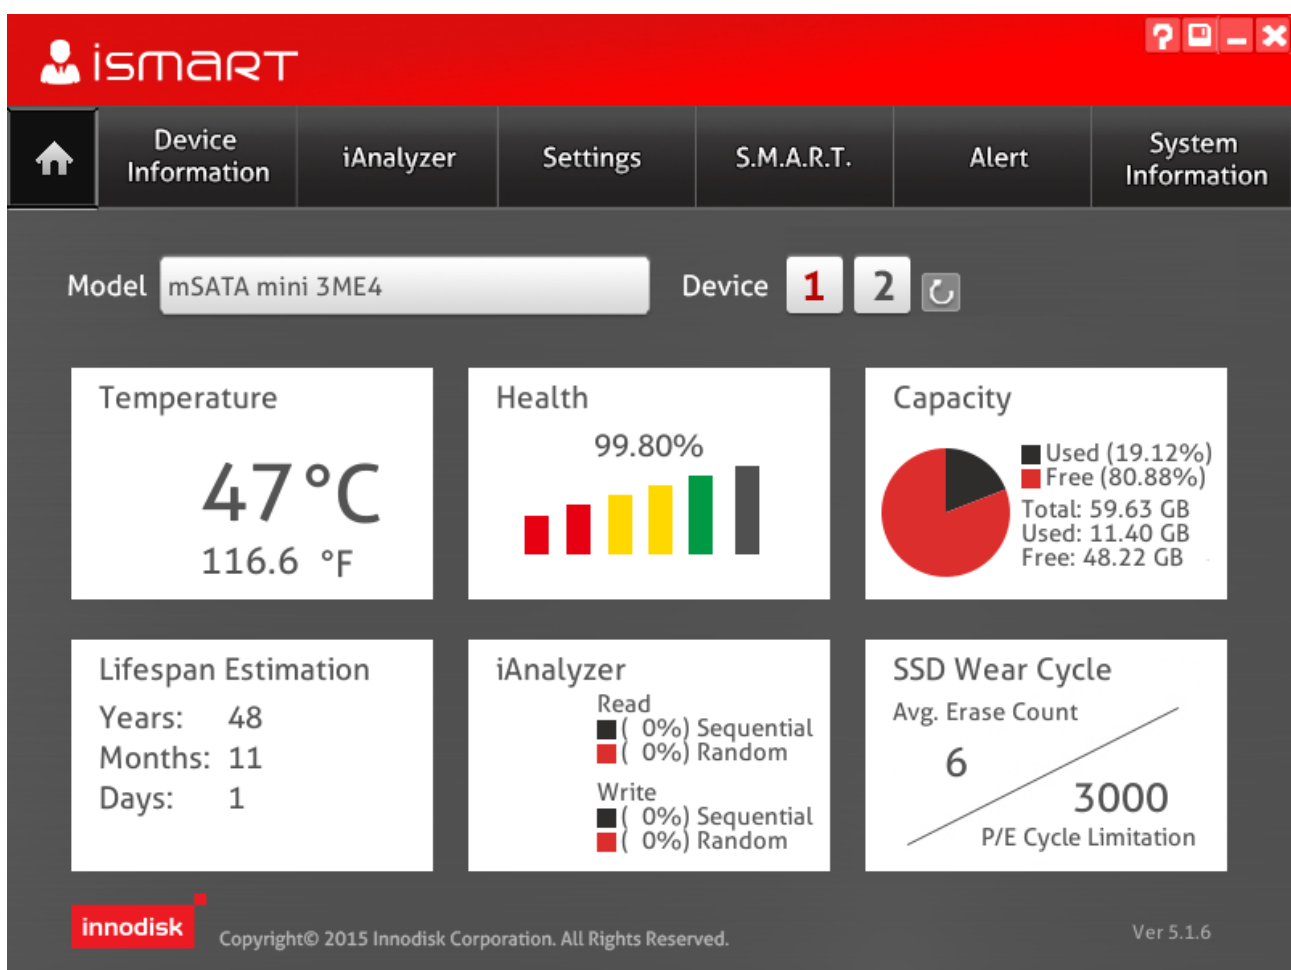 ismart
Device Information
iAnalyzer
Settings
S.M.A.R.T.
Alert
System Information
Model mSATA mini 3ME4
Device 1 2
Temperature
47°C
116.6 °F
Health
99.80%
Capacity
Used (19.12%)
Free (80.88%)
Total: 59.63 GB
Used: 11.40 GB
Free: 48.22 GB
Lifespan Estimation
Years: 48
Months: 11
Days: 1
iAnalyzer
Read
( 0%) Sequential
( 0%) Random
Write
( 0%) Sequential
( 0%) Random
SSD Wear Cycle
Avg. Erase Count
6
3000
P/E Cycle Limitation
innodisk
Copyright© 2015 Innodisk Corporation. All Rights Reserved.
Ver 5.1.6